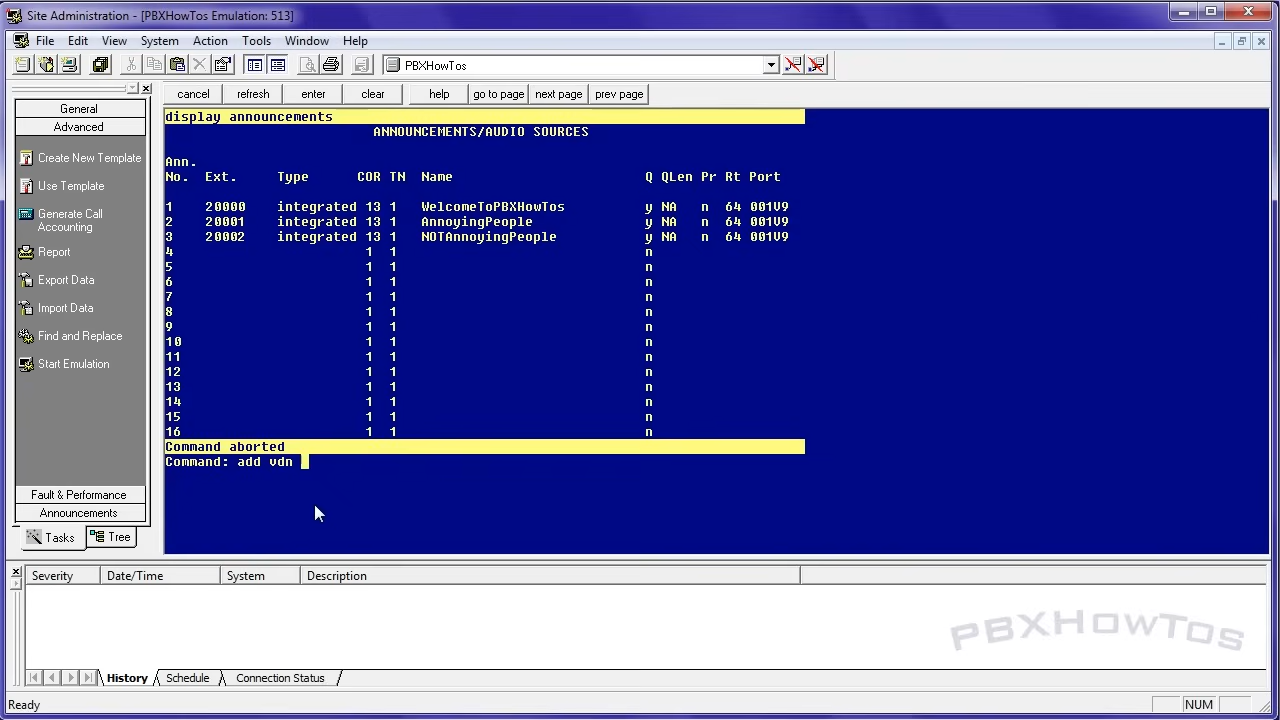 Site Administration - [PBXHowTos Emulation: 513]
File Edit View System Action Tools Window Help
PBXHowTos
cancel refresh enter clear help go to page next page prev page
General
Advanced
Create New Template
Use Template
Generate Call
Accounting
Report
Export Data
Import Data
Find and Replace
Start Emulation
Fault & Performance
Announcements
Tasks Tree
display announcements
ANNOUNCEMENTS/AUDIO SOURCES
Ann.
No. Ext. Type COR TN Name Q QLen Pr Rt Port
1 20000 integrated 13 1 WelcomeToPBXHowTos y NA n 64 001V9
2 20001 integrated 13 1 AnnoyingPeople y NA n 64 001V9
3 20002 integrated 13 1 NOTAnnoyingPeople y NA n 64 001V9
4 1 1 n
5 1 1 n
6 1 1 n
7 1 1 n
8 1 1 n
9 1 1 n
10 1 1 n
11 1 1 n
12 1 1 n
13 1 1 n
14 1 1 n
15 1 1 n
16 1 1 n
Command aborted
Command: add vdn
Severity Date/Time System Description
PBXHowTos
History Schedule Connection Status
Ready NUM